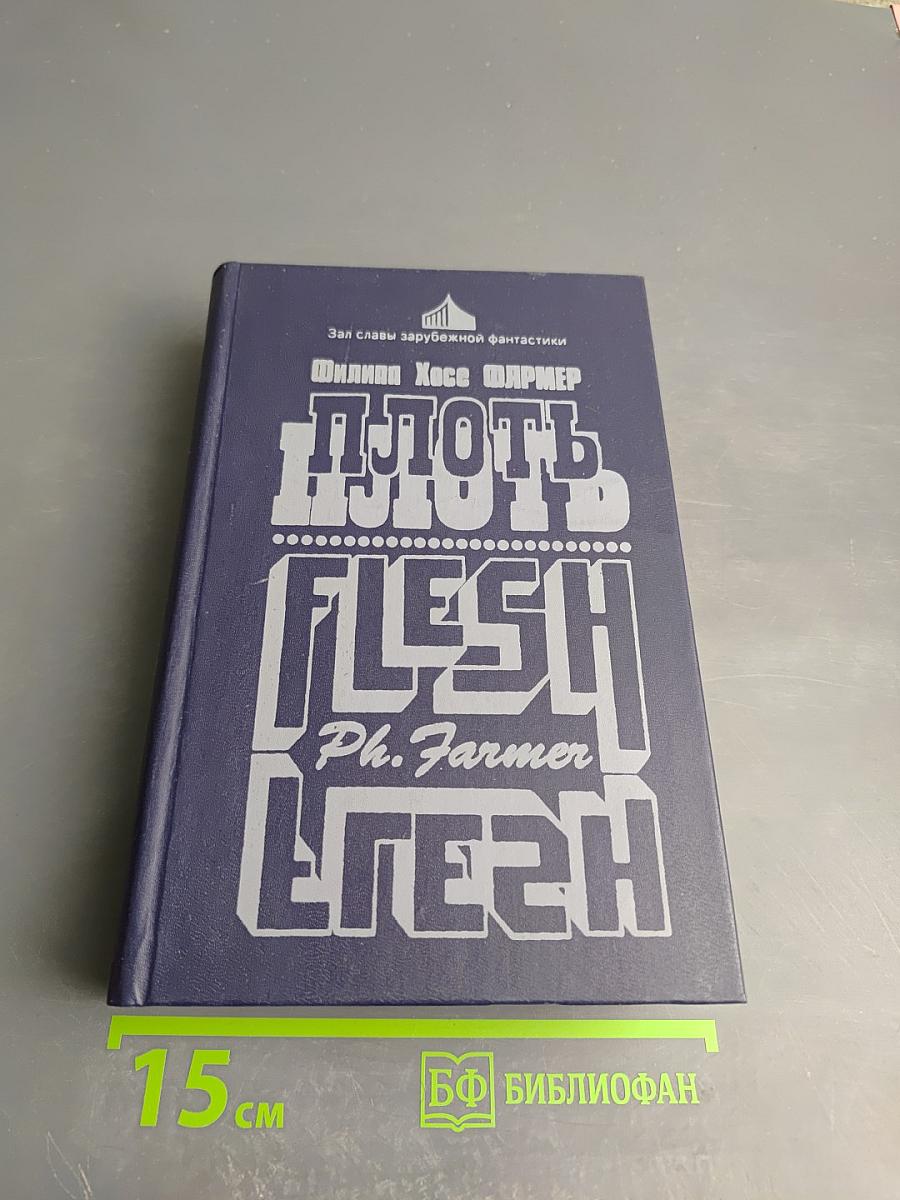 Зал славы зарубежной фантастики
Филипп Хосе ФАРМЕР
ПЛОТЬ
FLESH
Ph. Farmer
FLESH
15 см
БФ БИБЛИОФАН